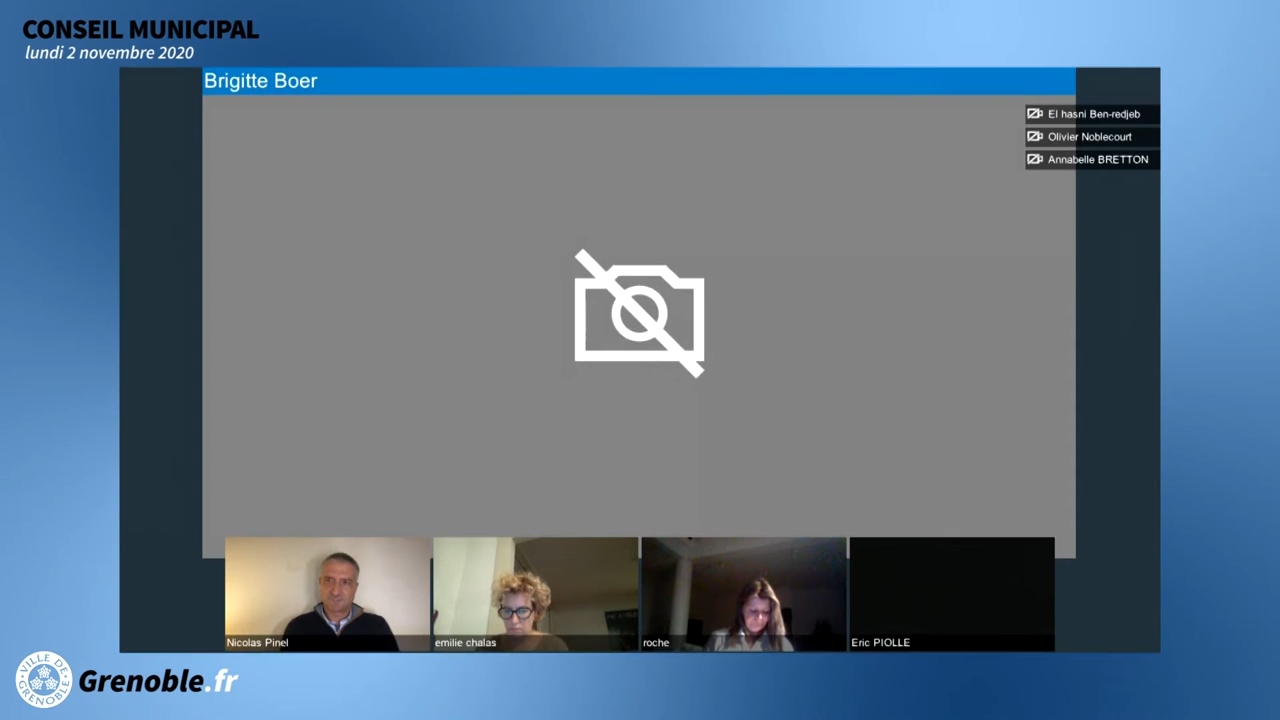 CONSEIL MUNICIPAL
lundi 2 novembre 2020
Brigitte Boer
El hasni Ben-redjeb
Olivier Noblecourt
Annabelle BRETTON
Nicolas Pinel
emilie chalas
roche
Eric PIOLLE
VILLE DE GRENOBLE
Grenoble.fr